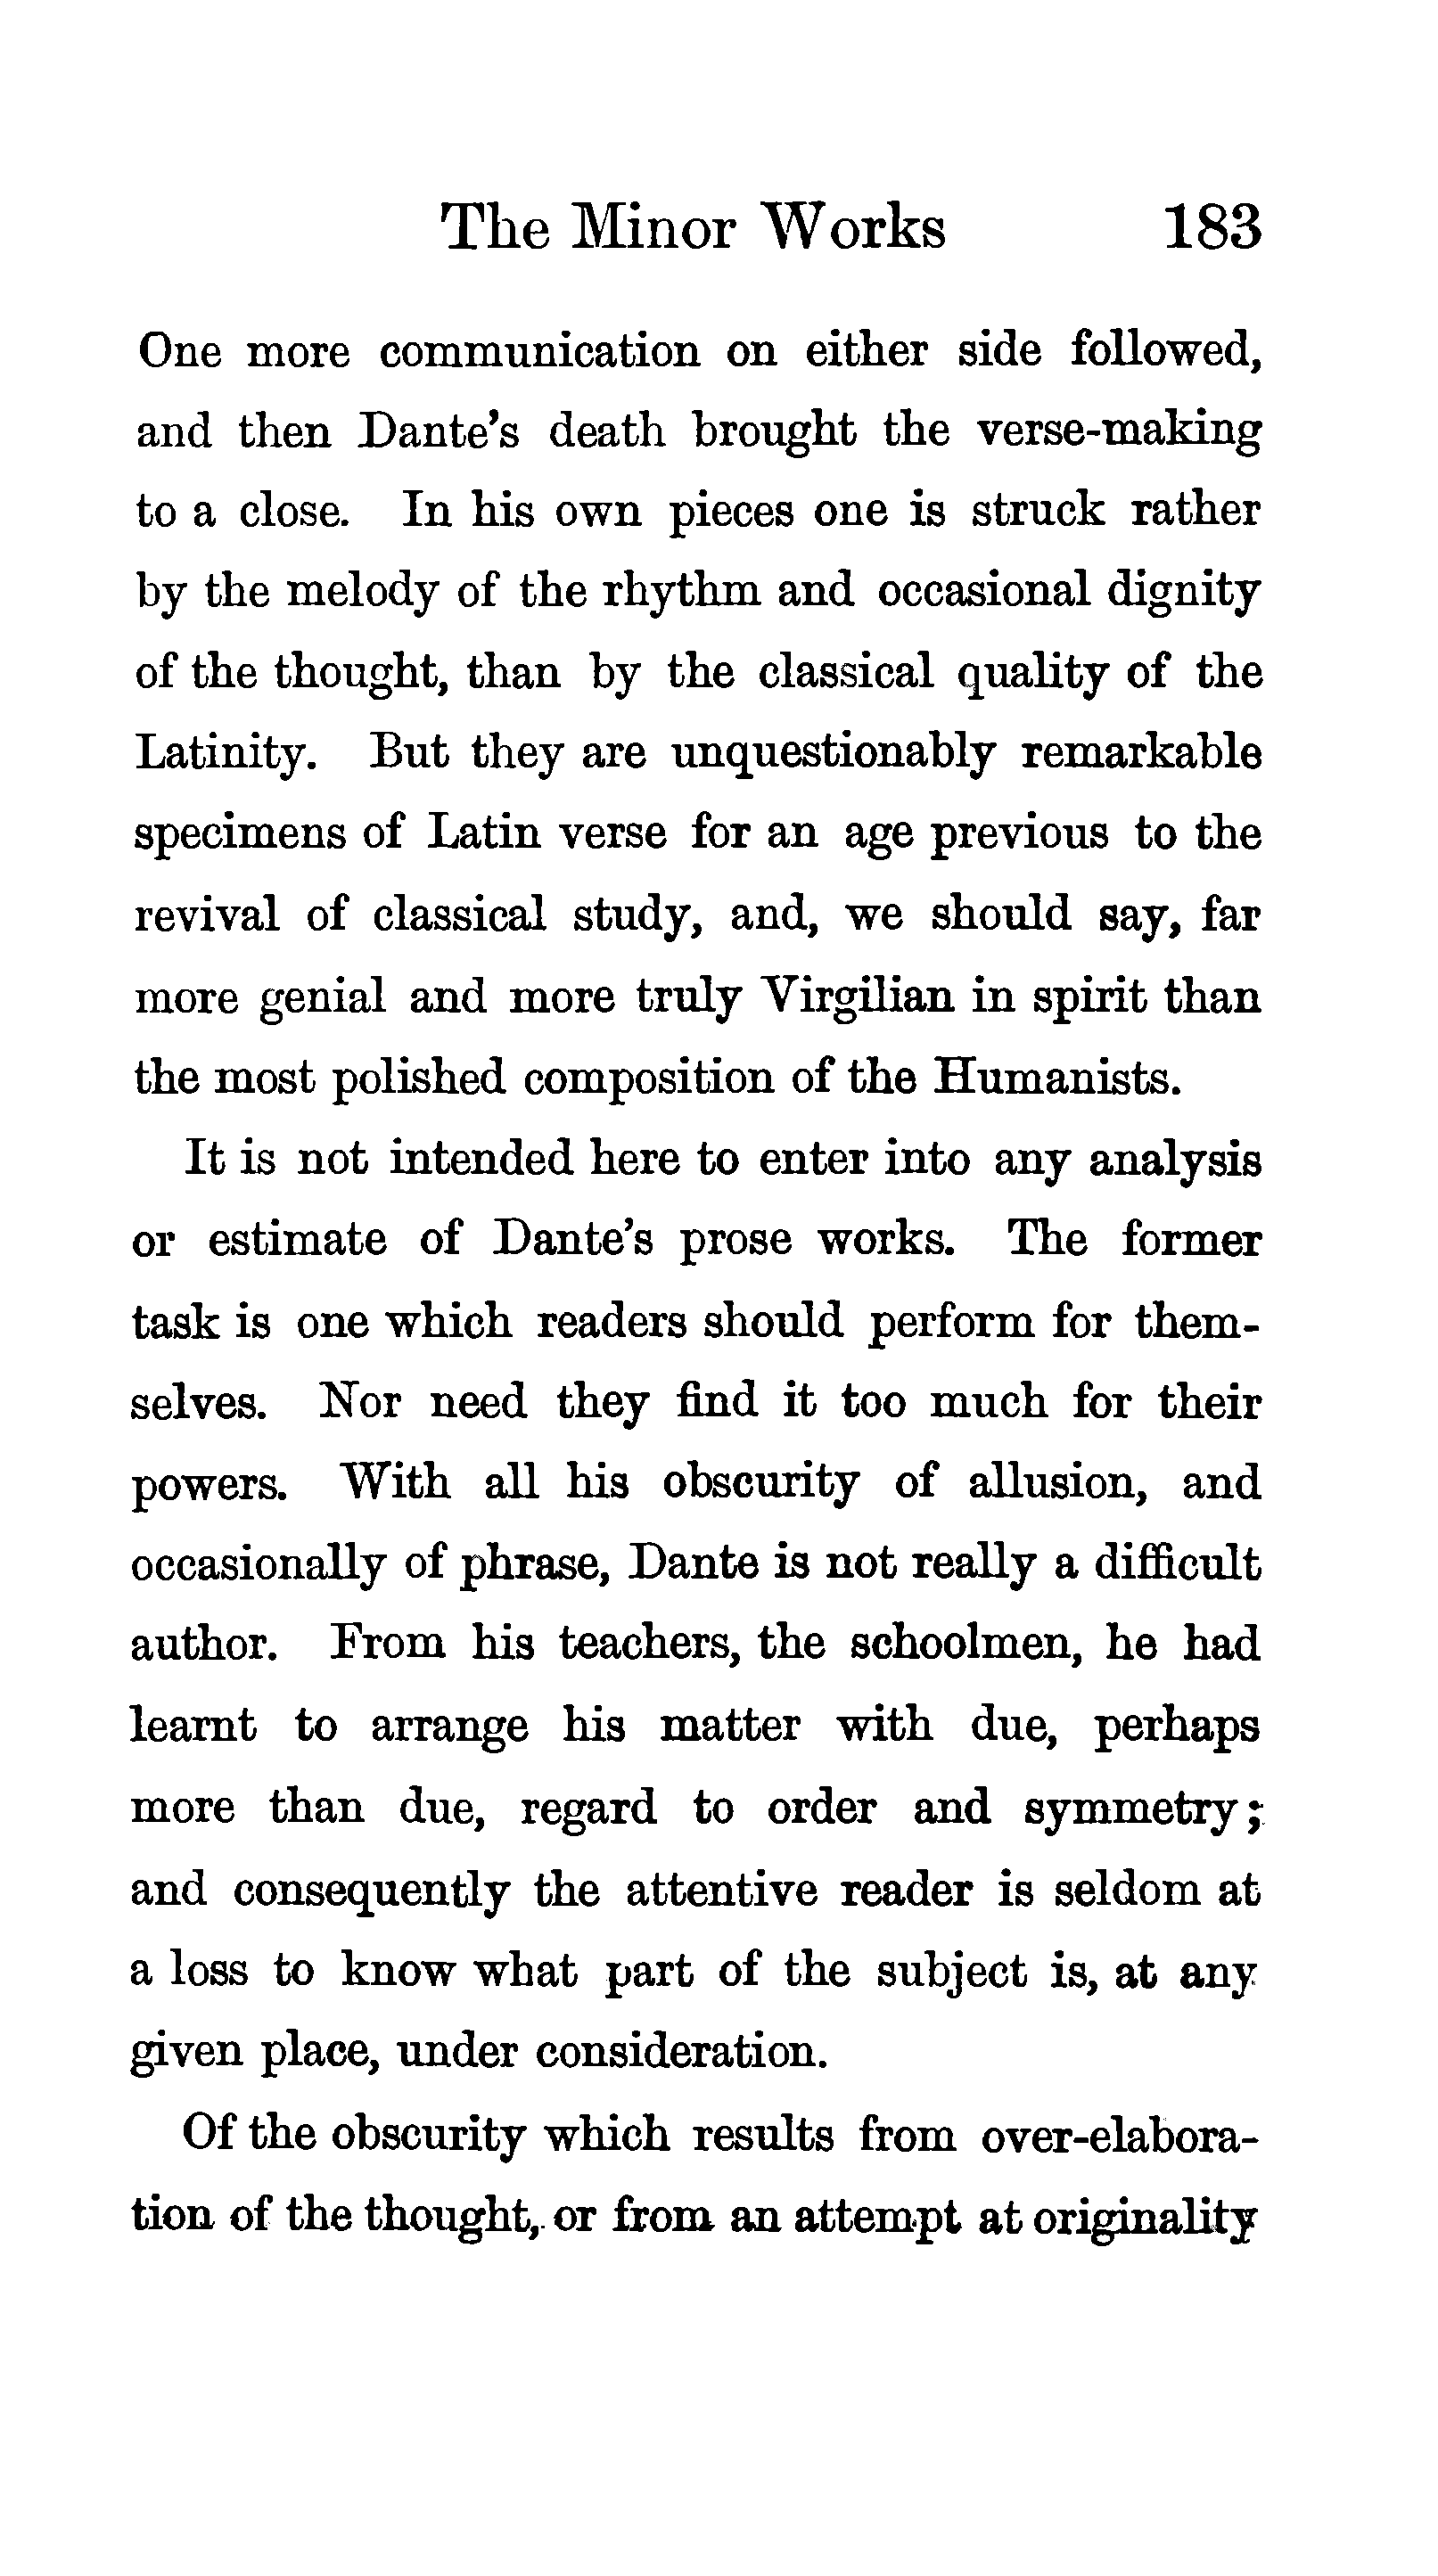 The Minor Works 183
One more communication on either side followed,
and then Dante's death brought the verse-making
to a close. In his own pieces one is struck rather
by the melody of the rhythm and occasional dignity
of the thought, than by the classical quality of the
Latinity. But they are unquestionably remarkable
specimens of Latin verse for an age previous to the
revival of classical study, and, we should say, far
more genial and more truly Virgilian in spirit than
the most polished composition of the Humanists.
It is not intended here to enter into any analysis
or estimate of Dante's prose works. The former
task is one which readers should perform for them-
selves. Nor need they find it too much for their
powers. With all his obscurity of allusion, and
occasionally of phrase, Dante is not really a difficult
author. From his teachers, the schoolmen, he had
learnt to arrange his matter with due, perhaps
more than due, regard to order and symmetry;
and consequently the attentive reader is seldom at
a loss to know what part of the subject is, at any
given place, under consideration.
Of the obscurity which results from over-elabora-
tion of the thought, or from an attempt at originality